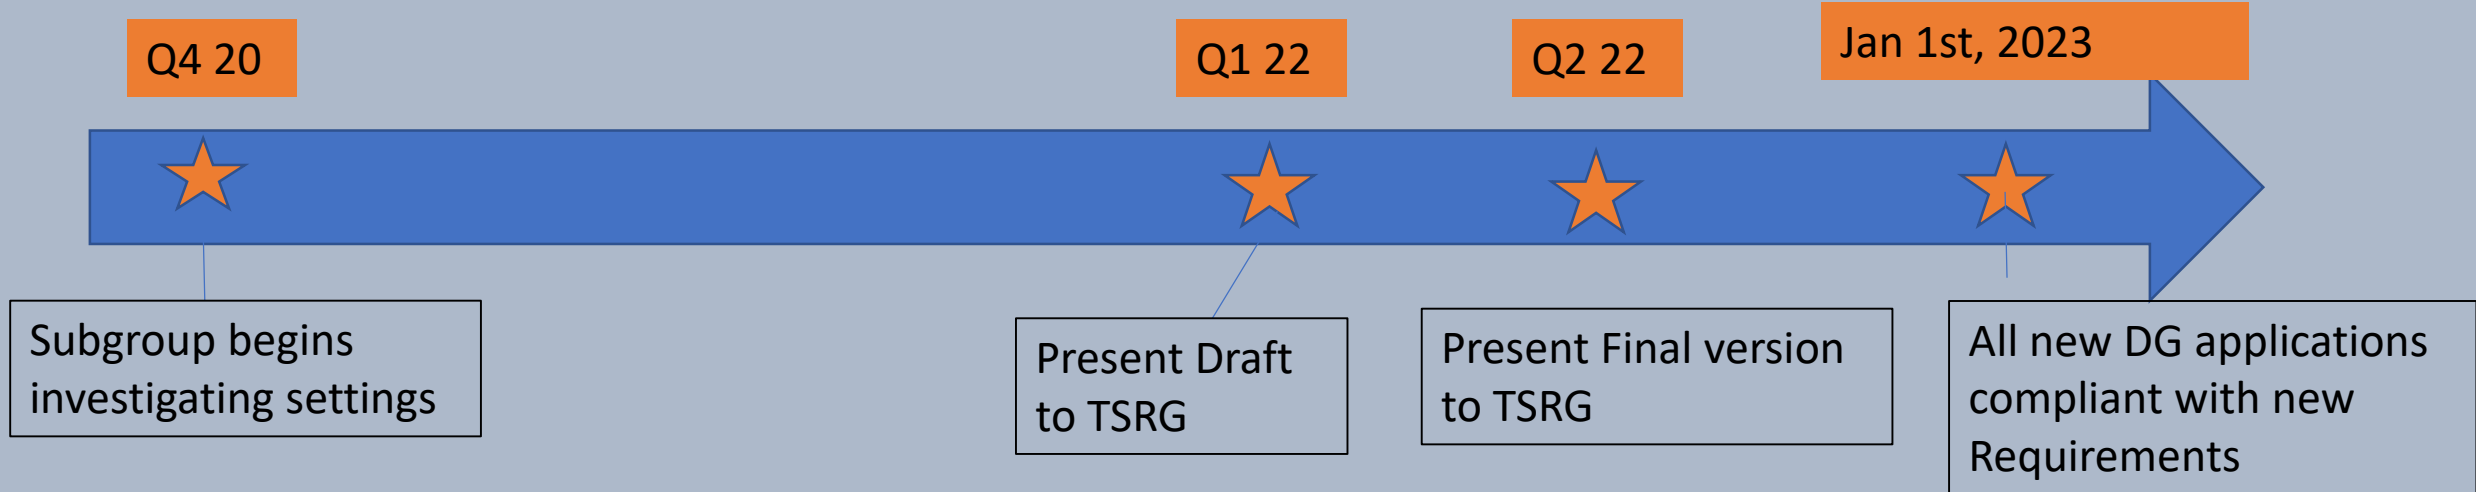 Q4 20
Q1 22
Q2 22
Jan 1st, 2023
Subgroup begins
investigating settings
Present Draft
to TSRG
Present Final version
to TSRG
All new DG applications
compliant with new
Requirements